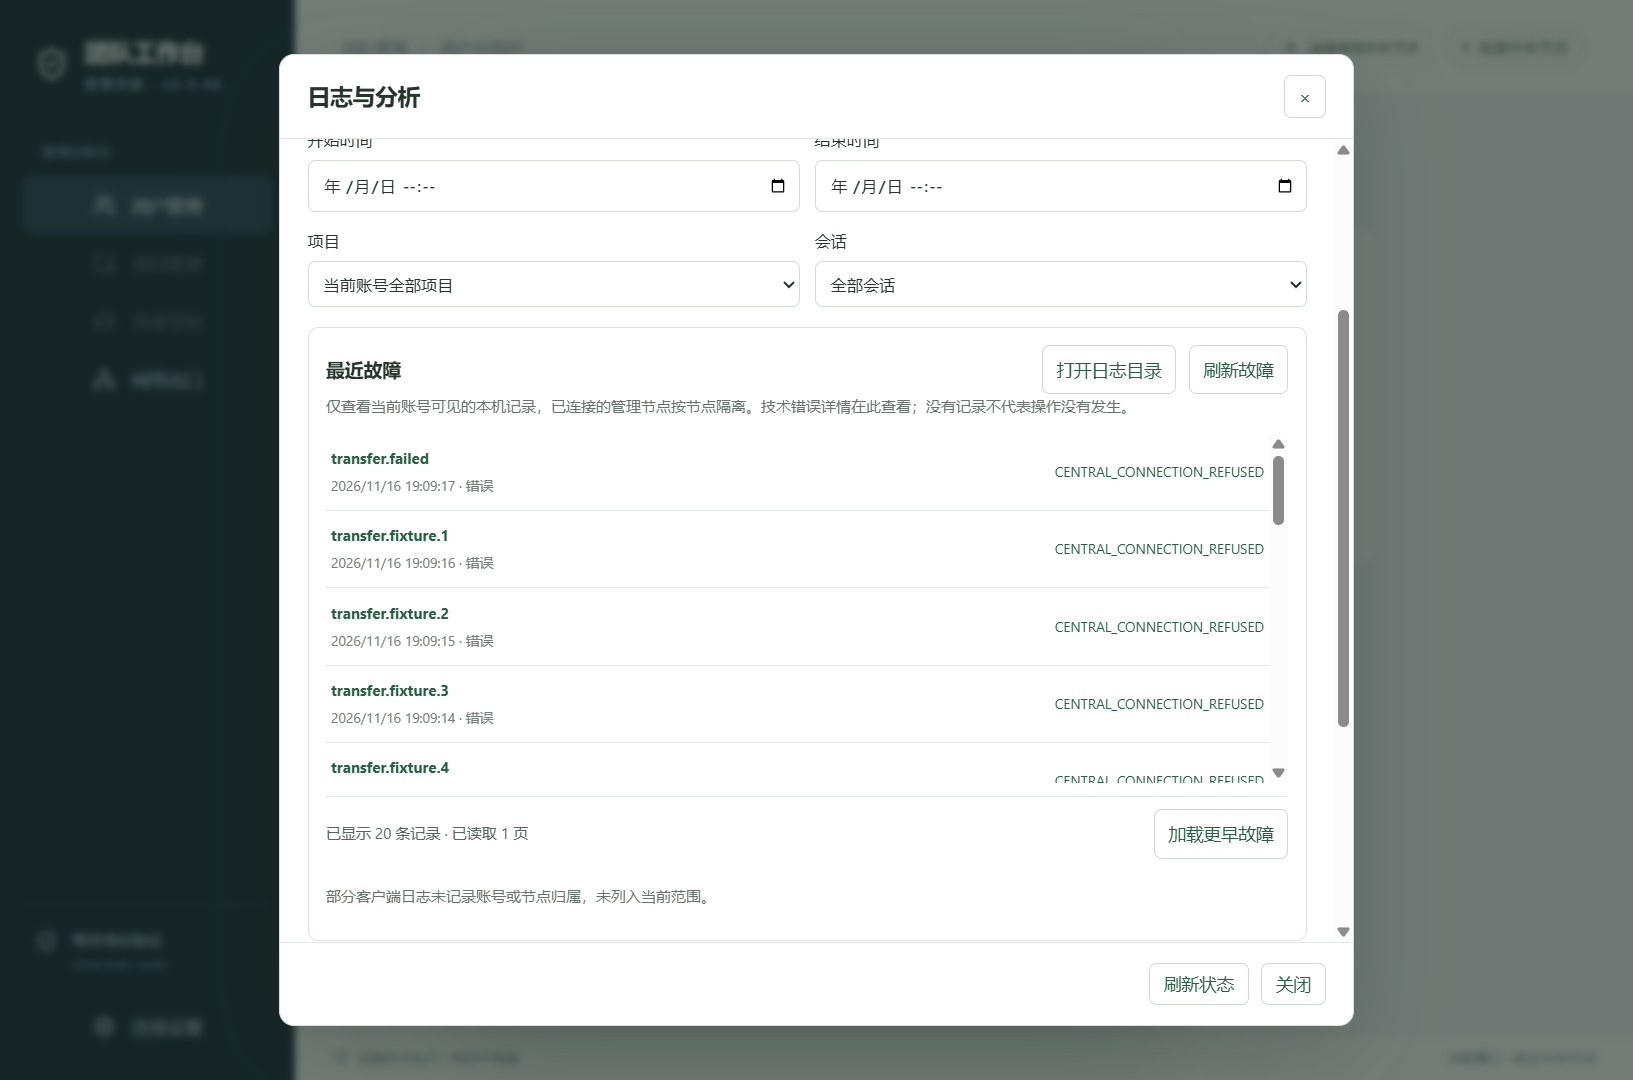 团队工作台
日志与分析
×
开始时间
结束时间
年 /月/日 --:--
年 /月/日 --:--
项目
会话
当前账号全部项目
全部会话
最近故障
打开日志目录
刷新故障
仅查看当前账号可见的本机记录，已连接的管理节点按节点隔离。技术错误详情在此查看；没有记录不代表操作没有发生。
transfer.failed
CENTRAL_CONNECTION_REFUSED
2026/11/16 19:09:17 · 错误
transfer.fixture.1
CENTRAL_CONNECTION_REFUSED
2026/11/16 19:09:16 · 错误
transfer.fixture.2
CENTRAL_CONNECTION_REFUSED
2026/11/16 19:09:15 · 错误
transfer.fixture.3
CENTRAL_CONNECTION_REFUSED
2026/11/16 19:09:14 · 错误
transfer.fixture.4
CENTRAL_CONNECTION_REFUSED
已显示 20 条记录 · 已读取 1 页
加载更早故障
部分客户端日志未记录账号或节点归属，未列入当前范围。
刷新状态
关闭